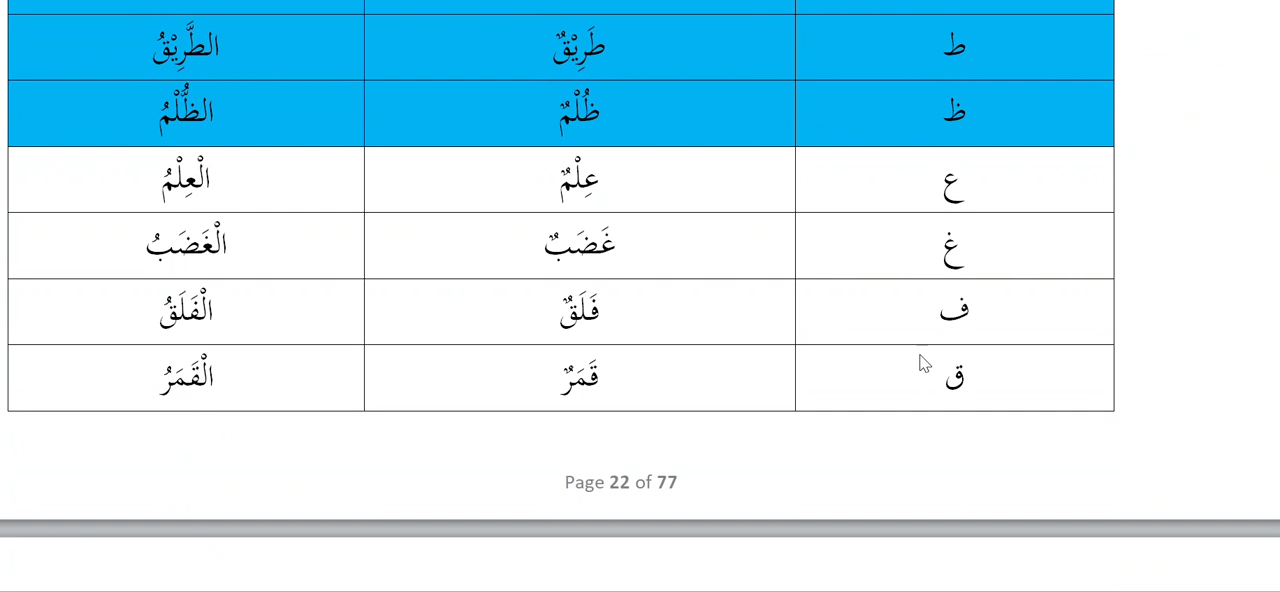 ط طَرِيْقٌ الطَّرِيْقُ
ظ ظُلْمٌ الظُّلْمُ
ع عِلْمٌ الْعِلْمُ
غ غَضَبٌ الْغَضَبُ
ف فَلَقٌ الْفَلَقُ
ق قَمَرٌ الْقَمَرُ
Page 22 of 77